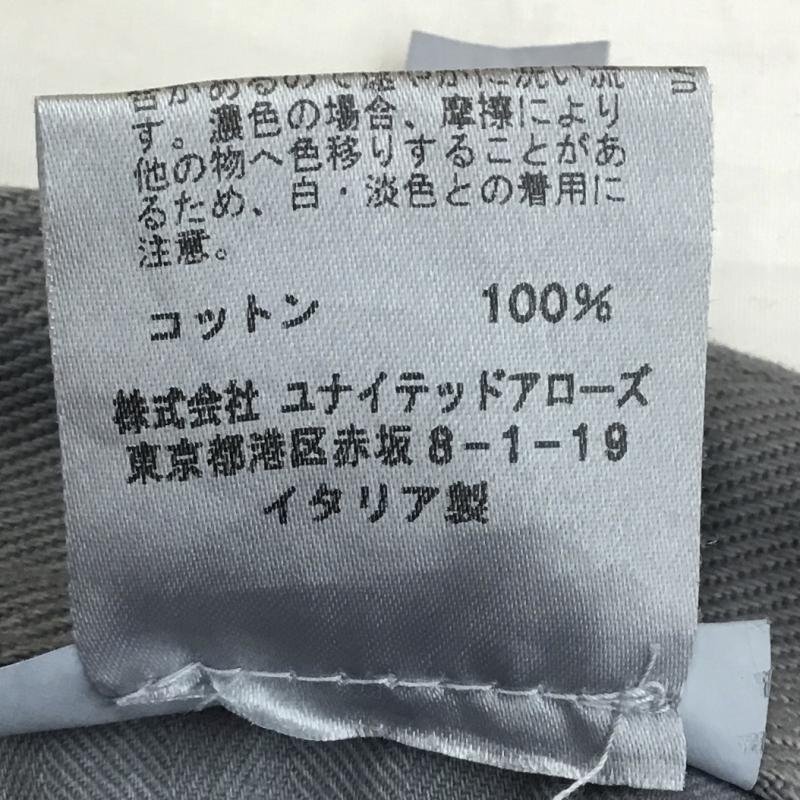 す。濃色の場合、摩擦により
他の物へ色移りすることがあ
るため、白・淡色との着用に
注意。
コットン 100%
株式会社 ユナイテッドアローズ
東京都港区赤坂8-1-19
イタリア製